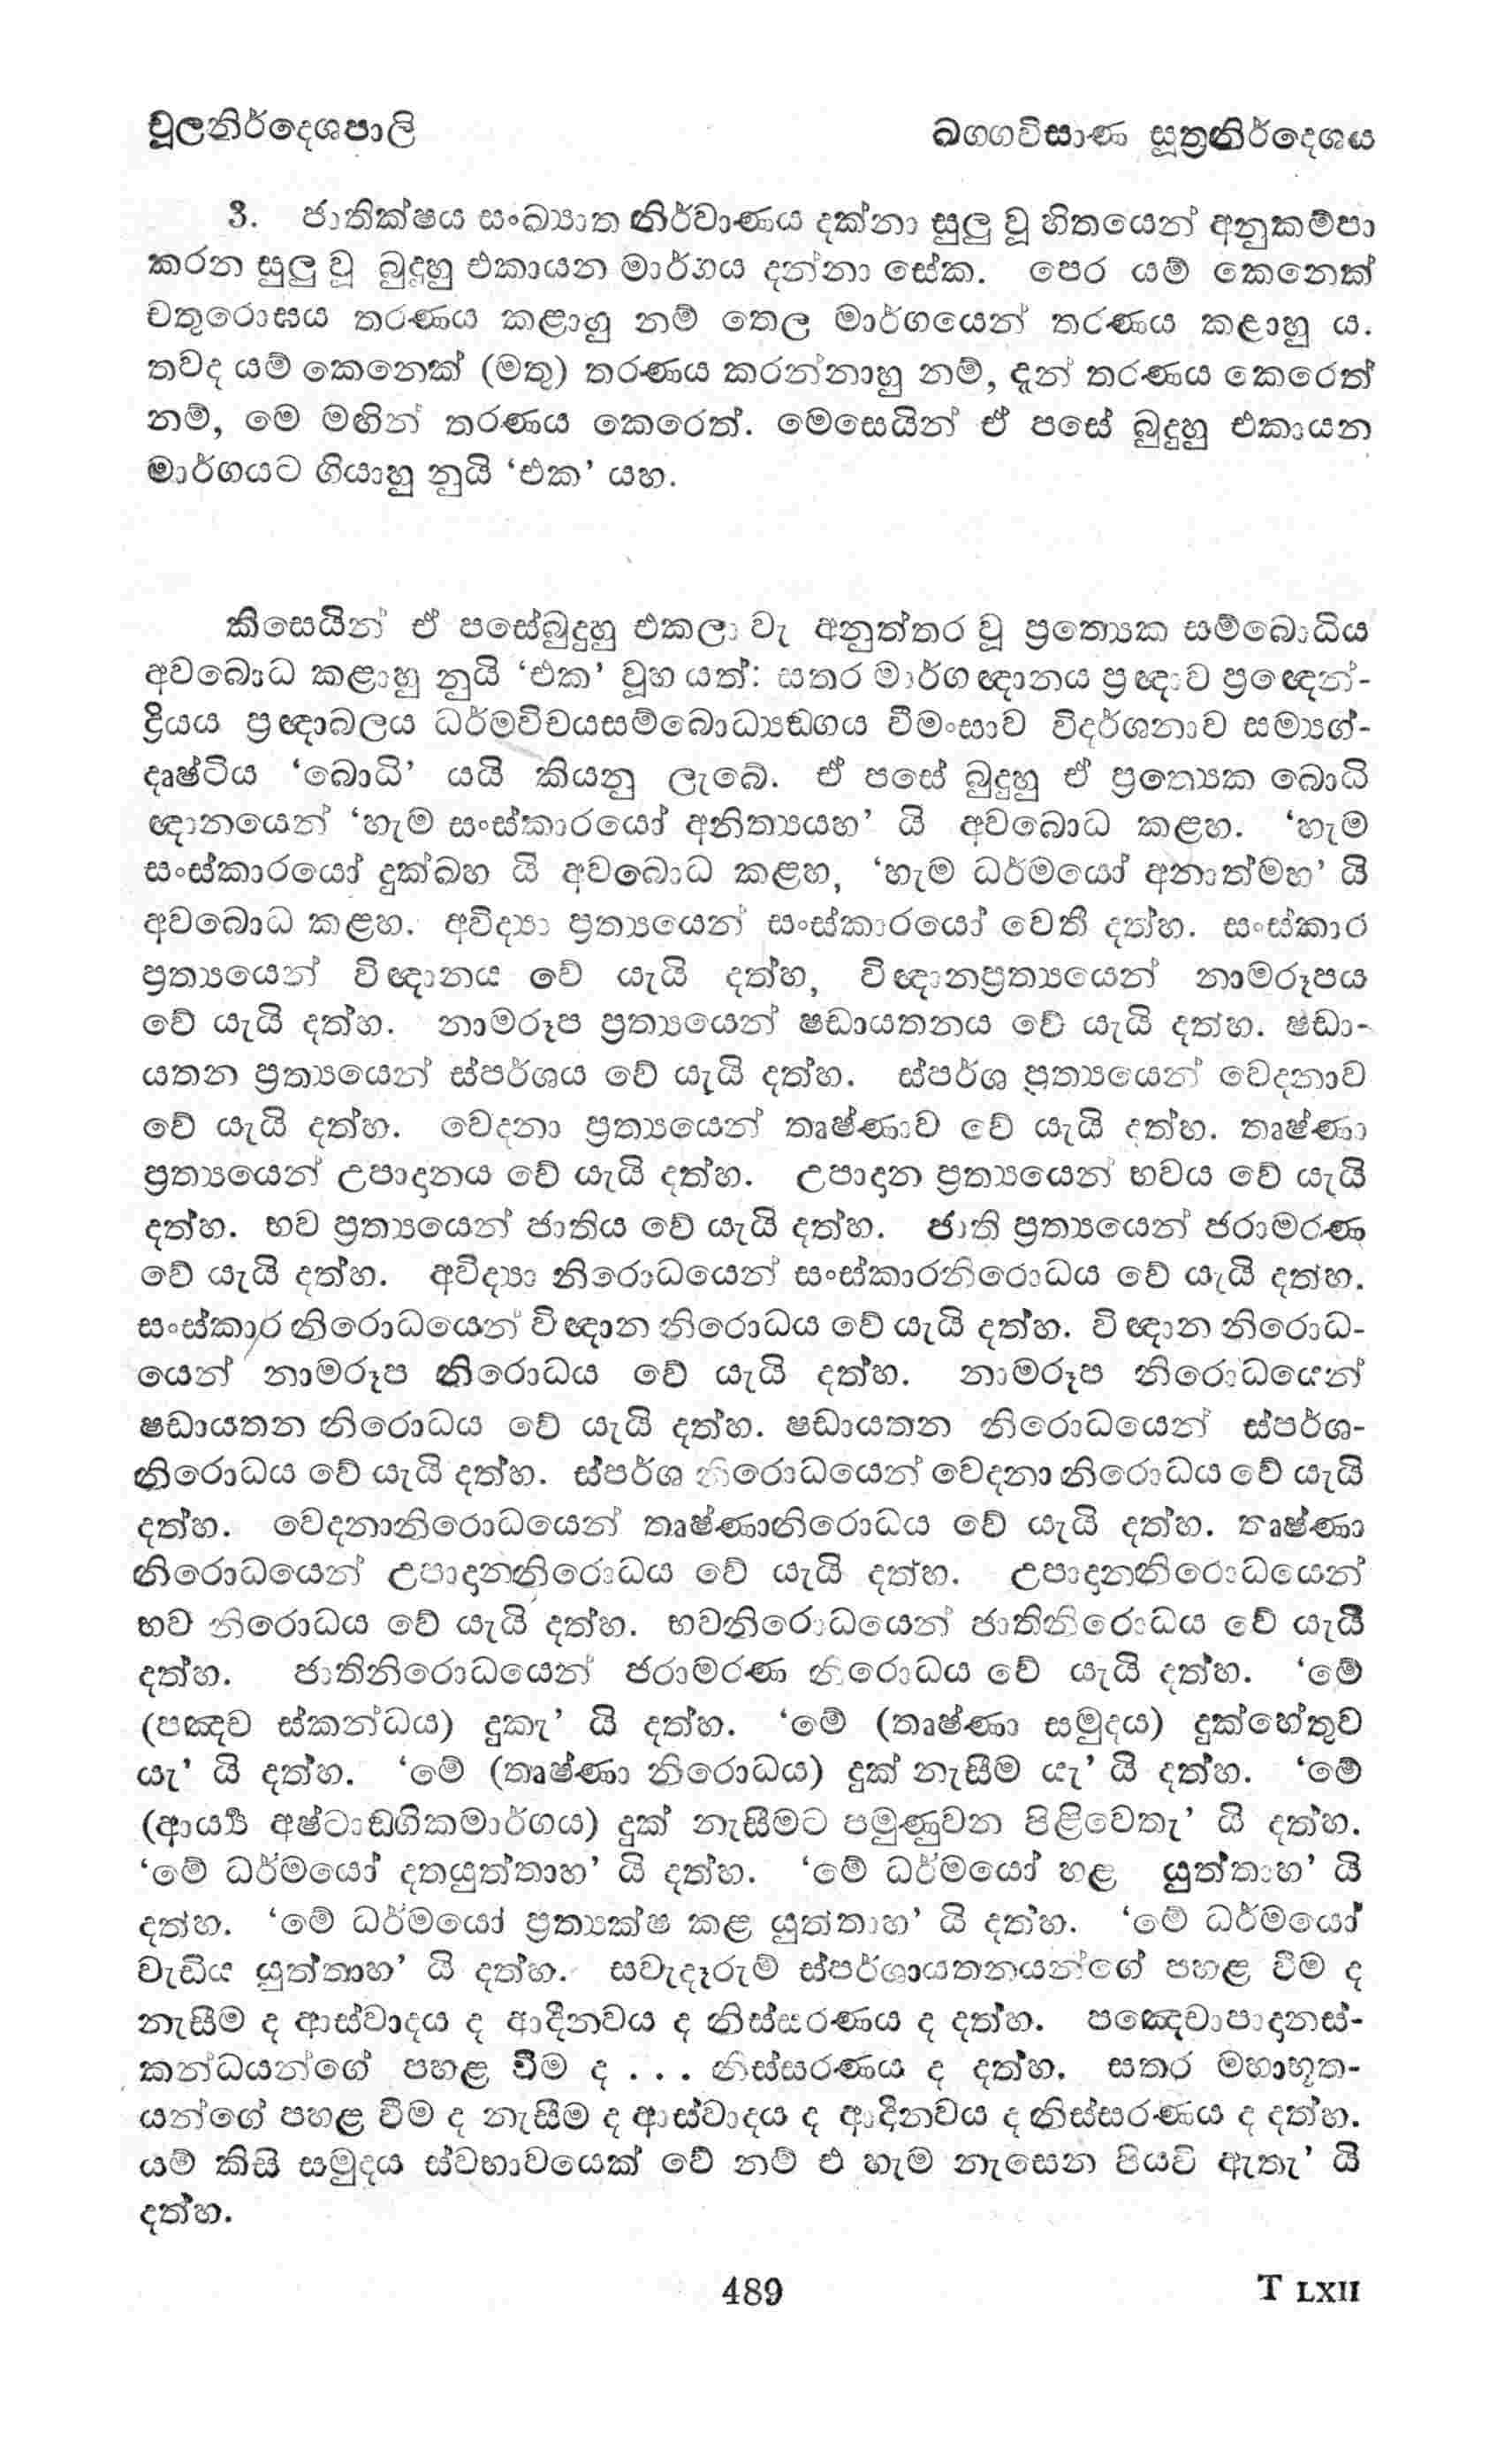 චූලනිර්දෙශපාලි
ඛගගවිසාණ සූත්‍රනිර්දෙශය
3. ජාතික්ෂය සංඛ්‍යාත නිර්වාණය දක්නා සුලු වූ හිතයෙන් අනුකම්පා
කරන සුලු වූ බුදුහු එකායන මාර්ගය දන්නා සේක. පෙර යම් කෙනෙක්
චතුරොඝය තරණය කළාහු නම් තෙල මාර්ගයෙන් තරණය කළාහු ය.
තවද යම් කෙනෙක් (මතු) තරණය කරන්නාහු නම්, දැන් තරණය කෙරෙත්
නම්, මෙ මඟින් තරණය කෙරෙත්. මෙසෙයින් ඒ පසේ බුදුහු එකායන
මාර්ගයට ගියාහු නුයි ‘එක’ යහ.
කිසෙයින් ඒ පසේබුදුහු එකලා වැ අනුත්තර වූ ප්‍රත්‍යෙක සම්බොධිය
අවබොධ කළාහු නුයි ‘එක’ වූහ යත්: සතර මාර්ග ඥානය ප්‍රඥාව ප්‍රඥෙන්-
ද්‍රියය ප්‍රඥාබලය ධර්මවිචයසම්බොධ්‍යඞ්ගය වීමංසාව විදර්ශනාව සම්‍යග්-
දෘෂ්ටිය ‘බොධි’ යයි කියනු ලැබේ. ඒ පසේ බුදුහු ඒ ප්‍රත්‍යෙක බොධි
ඥානයෙන් ‘හැම සංස්කාරයෝ අනිත්‍යයහ’ යි අවබොධ කළහ. ‘හැම
සංස්කාරයෝ දුක්ඛහ යි අවබොධ කළහ, ‘හැම ධර්මයෝ අනාත්මහ’ යි
අවබොධ කළහ. අවිද්‍යා ප්‍රත්‍යයෙන් සංස්කාරයෝ වෙතී දත්හ. සංස්කාර
ප්‍රත්‍යයෙන් විඥානය වේ යැයි දත්හ, විඥානප්‍රත්‍යයෙන් නාමරූපය
වේ යැයි දත්හ. නාමරූප ප්‍රත්‍යයෙන් ෂඩායතනය වේ යැයි දත්හ. ෂඩා-
යතන ප්‍රත්‍යයෙන් ස්පර්ශය වේ යැයි දත්හ. ස්පර්ශ ප්‍රත්‍යයෙන් වෙදනාව
වේ යැයි දත්හ. වෙදනා ප්‍රත්‍යයෙන් තෘෂ්ණාව වේ යැයි දත්හ. තෘෂ්ණා
ප්‍රත්‍යයෙන් උපාදානය වේ යැයි දත්හ. උපාදාන ප්‍රත්‍යයෙන් භවය වේ යැයි
දත්හ. භව ප්‍රත්‍යයෙන් ජාතිය වේ යැයි දත්හ. ජාති ප්‍රත්‍යයෙන් ජරාමරණ
වේ යැයි දත්හ. අවිද්‍යා නිරොධයෙන් සංස්කාරනිරොධය වේ යැයි දත්හ.
සංස්කාර නිරොධයෙන් විඥාන නිරොධය වේ යැයි දත්හ. විඥාන නිරොධ-
යෙන් නාමරූප නිරොධය වේ යැයි දත්හ. නාමරූප නිරොධයෙන්
ෂඩායතන නිරොධය වේ යැයි දත්හ. ෂඩායතන නිරොධයෙන් ස්පර්ශ-
නිරොධය වේ යැයි දත්හ. ස්පර්ශ නිරොධයෙන් වෙදනා නිරොධය වේ යැයි
දත්හ. වෙදනානිරොධයෙන් තෘෂ්ණානිරොධය වේ යැයි දත්හ. තෘෂ්ණා
නිරොධයෙන් උපාදානනිරොධය වේ යැයි දත්හ. උපාදානනිරොධයෙන්
භව නිරොධය වේ යැයි දත්හ. භවනිරොධයෙන් ජාතිනිරොධය වේ යැයි
දත්හ. ජාතිනිරොධයෙන් ජරාමරණ නිරොධය වේ යැයි දත්හ. ‘මේ
(පඤ්ච ස්කන්ධය) දුකැ’ යි දත්හ. ‘මේ (තෘෂ්ණා සමුදය) දුක්හේතුව
යැ’ යි දත්හ. ‘මේ (තෘෂ්ණා නිරොධය) දුක් නැසීම යැ’ යි දත්හ. ‘මේ
(ආර්‍ය්‍ය අෂ්ටාඞ්ගිකමාර්ගය) දුක් නැසීමට පමුණුවන පිළිවෙතැ’ යි දත්හ.
‘මේ ධර්මයෝ දතයුත්තාහ’ යි දත්හ. ‘මේ ධර්මයෝ හළ යුත්තාහ’ යි
දත්හ. ‘මේ ධර්මයෝ ප්‍රත්‍යක්ෂ කළ යුත්තාහ’ යි දත්හ. ‘මේ ධර්මයෝ
වැඩිය යුත්තාහ’ යි දත්හ. සවැදෑරුම් ස්පර්ශායතනයන්ගේ පහළ වීම ද
නැසීම ද ආස්වාදය ද ආදීනවය ද නිස්සරණය ද දත්හ. පඤ්චොපාදානස්-
කන්ධයන්ගේ පහළ වීම ද . . . නිස්සරණය ද දත්හ. සතර මහාභූත-
යන්ගේ පහළ වීම ද නැසීම ද ආස්වාදය ද ආදිනවය ද නිස්සරණය ද දත්හ.
යම් කිසි සමුදය ස්වභාවයෙක් වේ නම් එ හැම නැසෙන පියවි ඇතැ’ යි
දත්හ.
489
T LXII